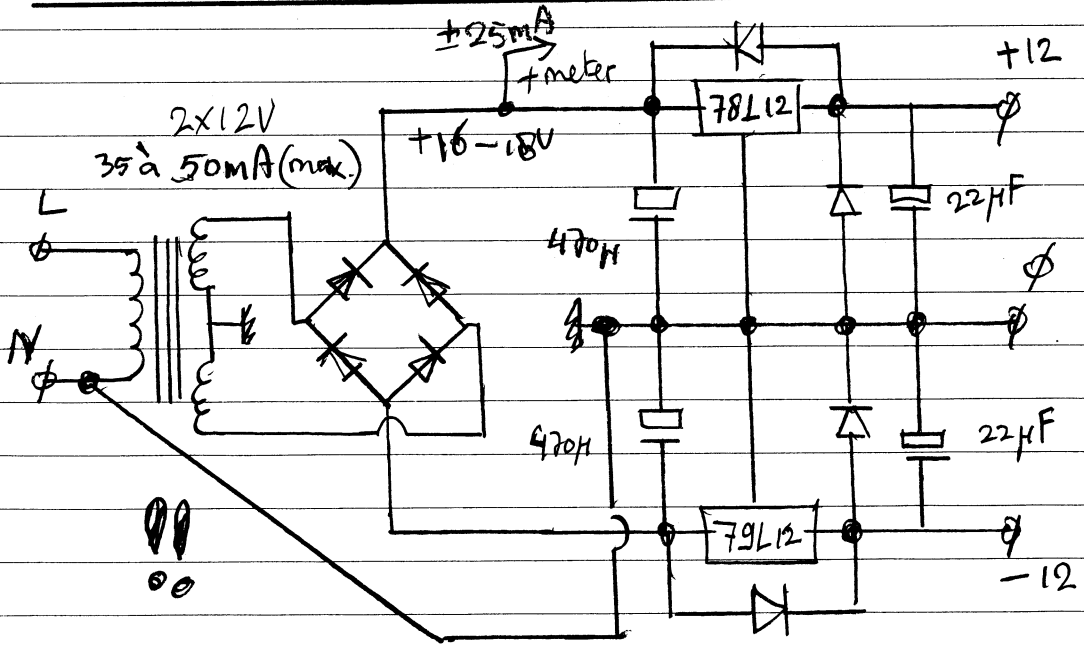 ±25mA
+meter
+12
2x12V
35 à 50mA (max.)
+16-18V
78L12
L
22µF
470µ
Ø
N
470µ
22µF
79L12
!!
-12